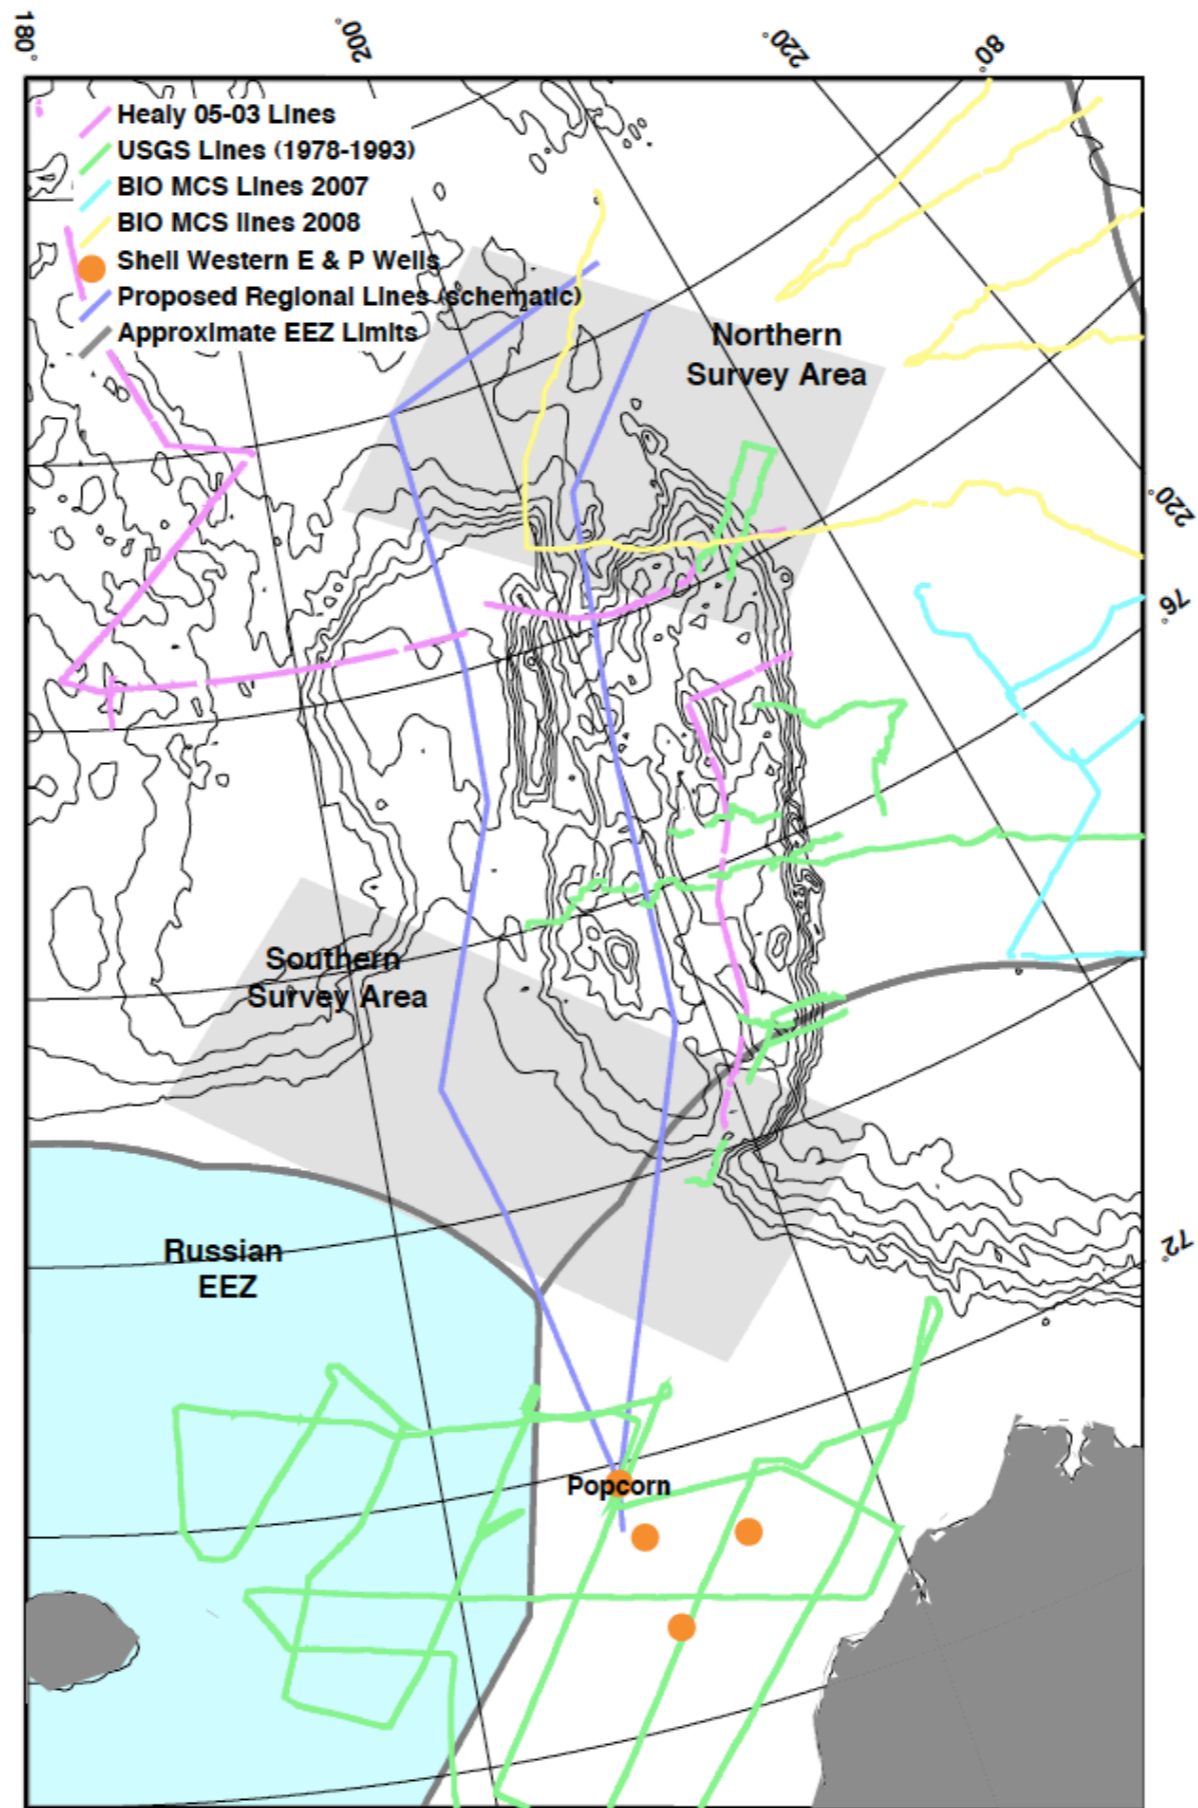 180°
200°
220°
80°
Healy 05-03 Lines
USGS Lines (1978-1993)
BIO MCS Lines 2007
BIO MCS lines 2008
Shell Western E & P Wells
Proposed Regional Lines (schematic)
Approximate EEZ Limits
Northern
Survey Area
220°
76°
Southern
Survey Area
Russian
EEZ
72°
Popcorn